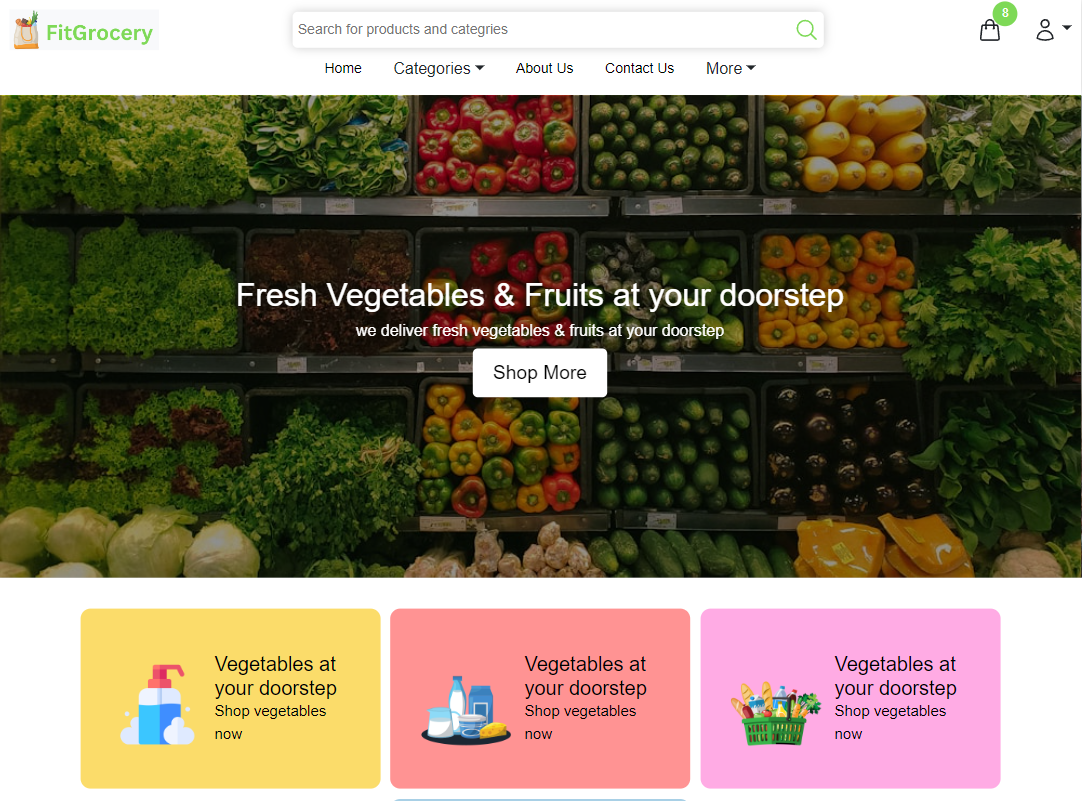 FitGrocery
Search for products and categries
8
Home
Categories
About Us
Contact Us
More
Fresh Vegetables & Fruits at your doorstep
we deliver fresh vegetables & fruits at your doorstep
Shop More
Vegetables at
your doorstep
Shop vegetables
now
Vegetables at
your doorstep
Shop vegetables
now
Vegetables at
your doorstep
Shop vegetables
now